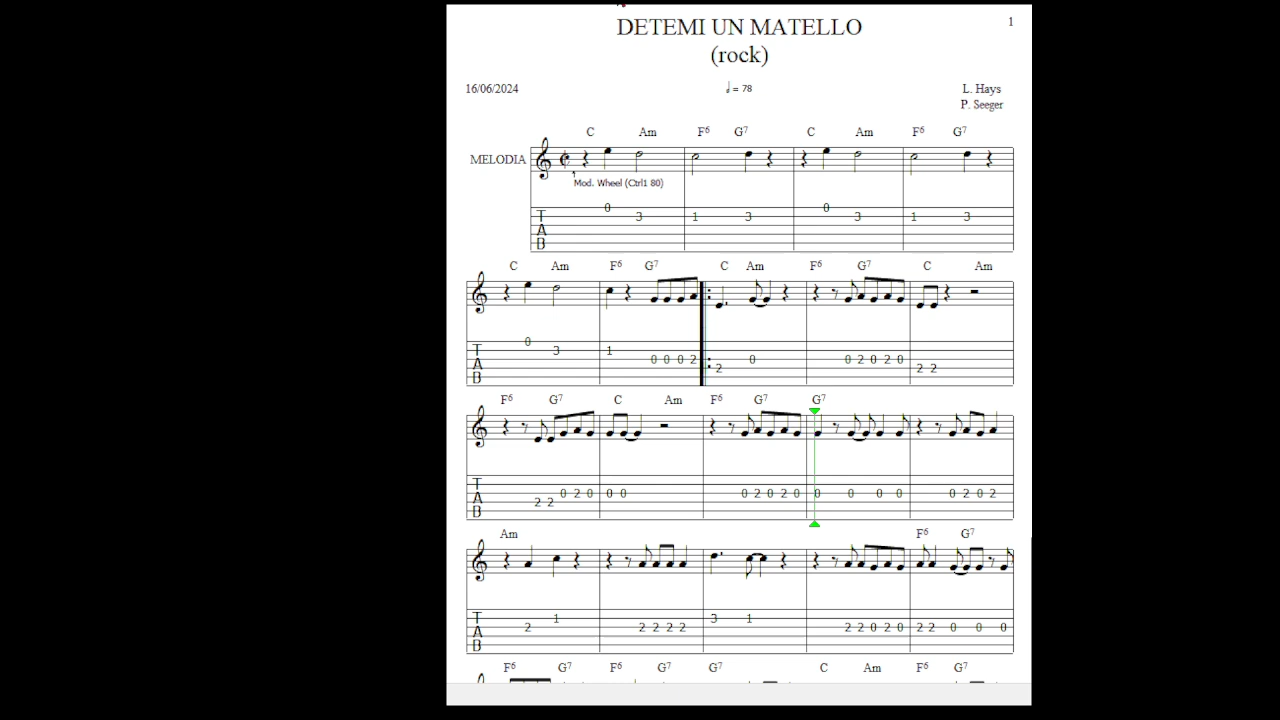 DETEMI UN MATELLO
1
(rock)
16/06/2024
= 78
L. Hays
P. Seeger
C Am F6 G7 C Am F6 G7
MELODIA
Mod. Wheel (Ctrl1 80)
0 3 1 3 0 3 1 3
T
A
B
C Am F6 G7 C Am F6 G7 C Am
0 3 1 0 0 0 2 2 0 0 2 0 2 0 2 2
T
A
B
F6 G7 C Am F6 G7 G7
2 2 0 2 0 0 0 0 2 0 2 0 0 0 0 0 0 2 0 2
T
A
B
Am F6 G7
2 1 2 2 2 2 3 1 2 2 0 2 0 2 2 0 0 0
T
A
B
F6 G7 F6 G7 G7 C Am F6 G7